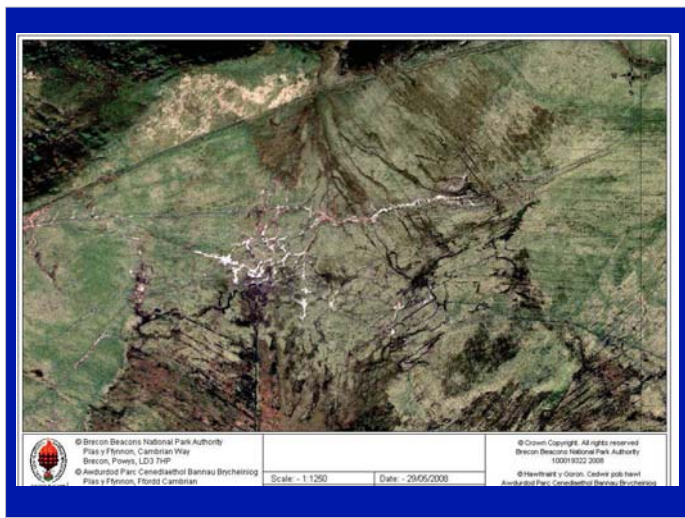 © Brecon Beacons National Park Authority
Plas y Ffynnon, Cambrian Way
Brecon, Powys, LD3 7HP
© Awdurdod Parc Cenedlaethol Bannau Brycheiniog
Plas y Ffynnon, Ffordd Cambrian
Scale: - 1:1250
Date: - 29/05/2008
© Crown Copyright. All rights reserved
Brecon Beacons National Park Authority
100019322 2008
© Hawlfraint y Goron. Cedwir pob hawl
Awdurdod Parc Cenedlaethol Bannau Brycheiniog